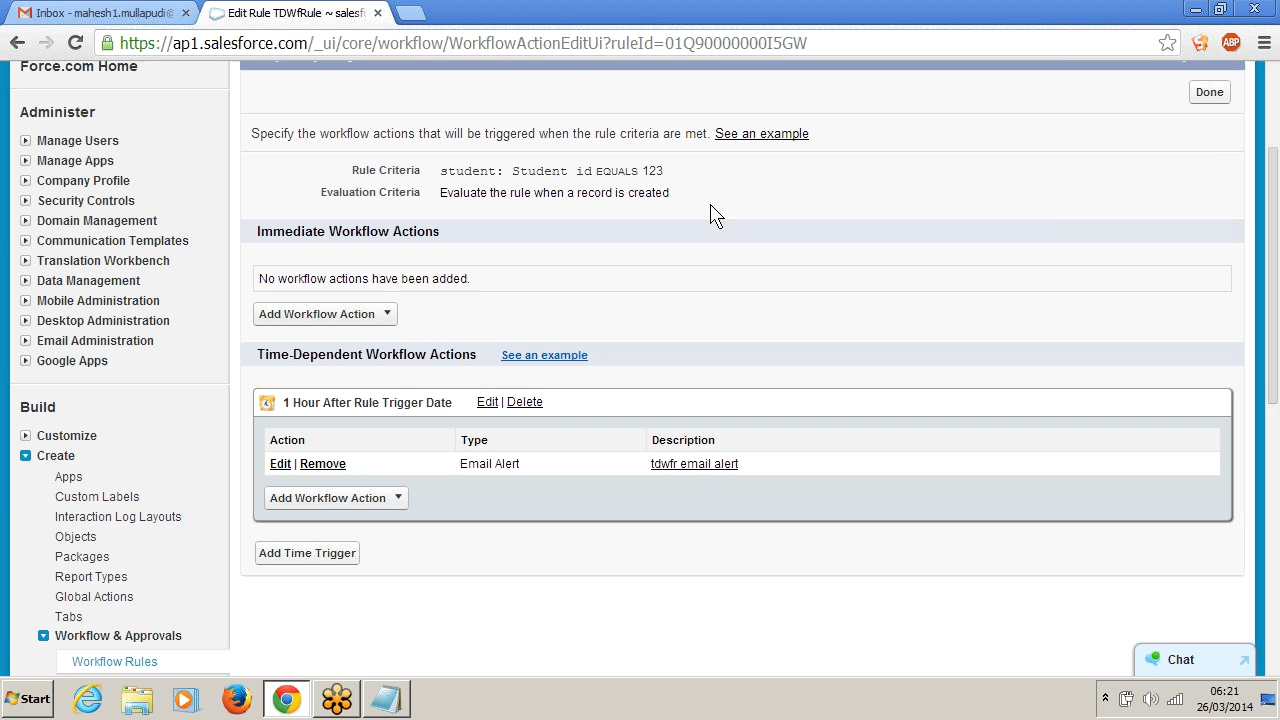 Inbox - mahesh1.mullapudi@
Edit Rule TDWfRule ~ salesf
https://ap1.salesforce.com/_ui/core/workflow/WorkflowActionEditUi?ruleId=01Q90000000I5GW
ABP
Force.com Home
Administer
Manage Users
Manage Apps
Company Profile
Security Controls
Domain Management
Communication Templates
Translation Workbench
Data Management
Mobile Administration
Desktop Administration
Email Administration
Google Apps
Build
Customize
Create
Apps
Custom Labels
Interaction Log Layouts
Objects
Packages
Report Types
Global Actions
Tabs
Workflow & Approvals
Workflow Rules
Done
Specify the workflow actions that will be triggered when the rule criteria are met. See an example
Rule Criteria student: Student id EQUALS 123
Evaluation Criteria Evaluate the rule when a record is created
Immediate Workflow Actions
No workflow actions have been added.
Add Workflow Action
Time-Dependent Workflow Actions See an example
1 Hour After Rule Trigger Date Edit | Delete
Action Type Description
Edit | Remove Email Alert tdwfr email alert
Add Workflow Action
Add Time Trigger
Chat
Start
06:21
26/03/2014